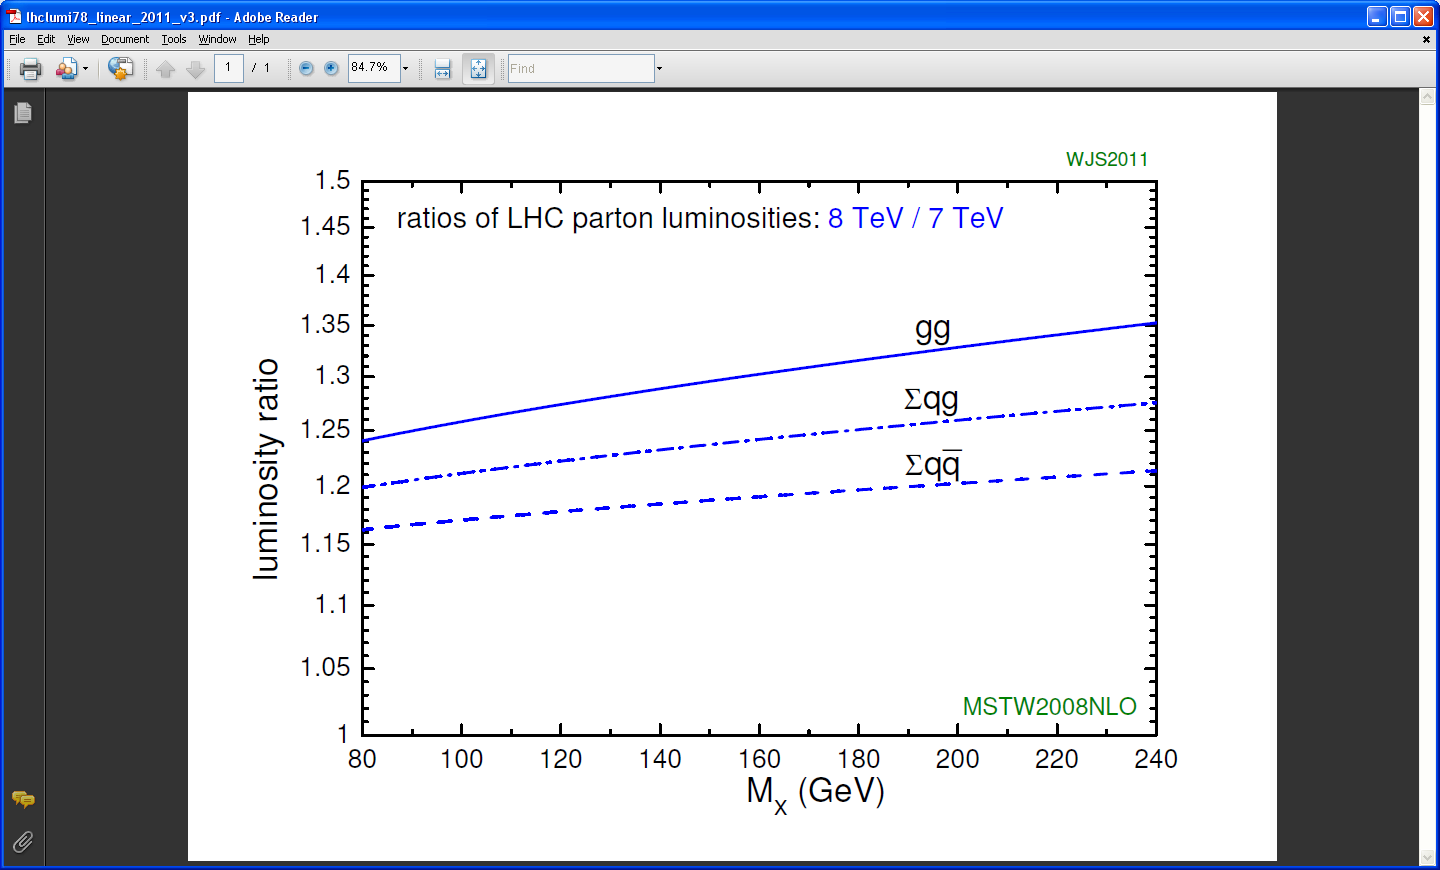 lhclumi78_linear_2011_v3.pdf - Adobe Reader
File Edit View Document Tools Window Help
1 / 1 84.7% Find
WJS2011
ratios of LHC parton luminosities: 8 TeV / 7 TeV
1.5
1.45
1.4
1.35
1.3
1.25
1.2
1.15
1.1
1.05
1
luminosity ratio
gg
Σqg
Σqq̅
MSTW2008NLO
80 100 120 140 160 180 200 220 240
M_X (GeV)